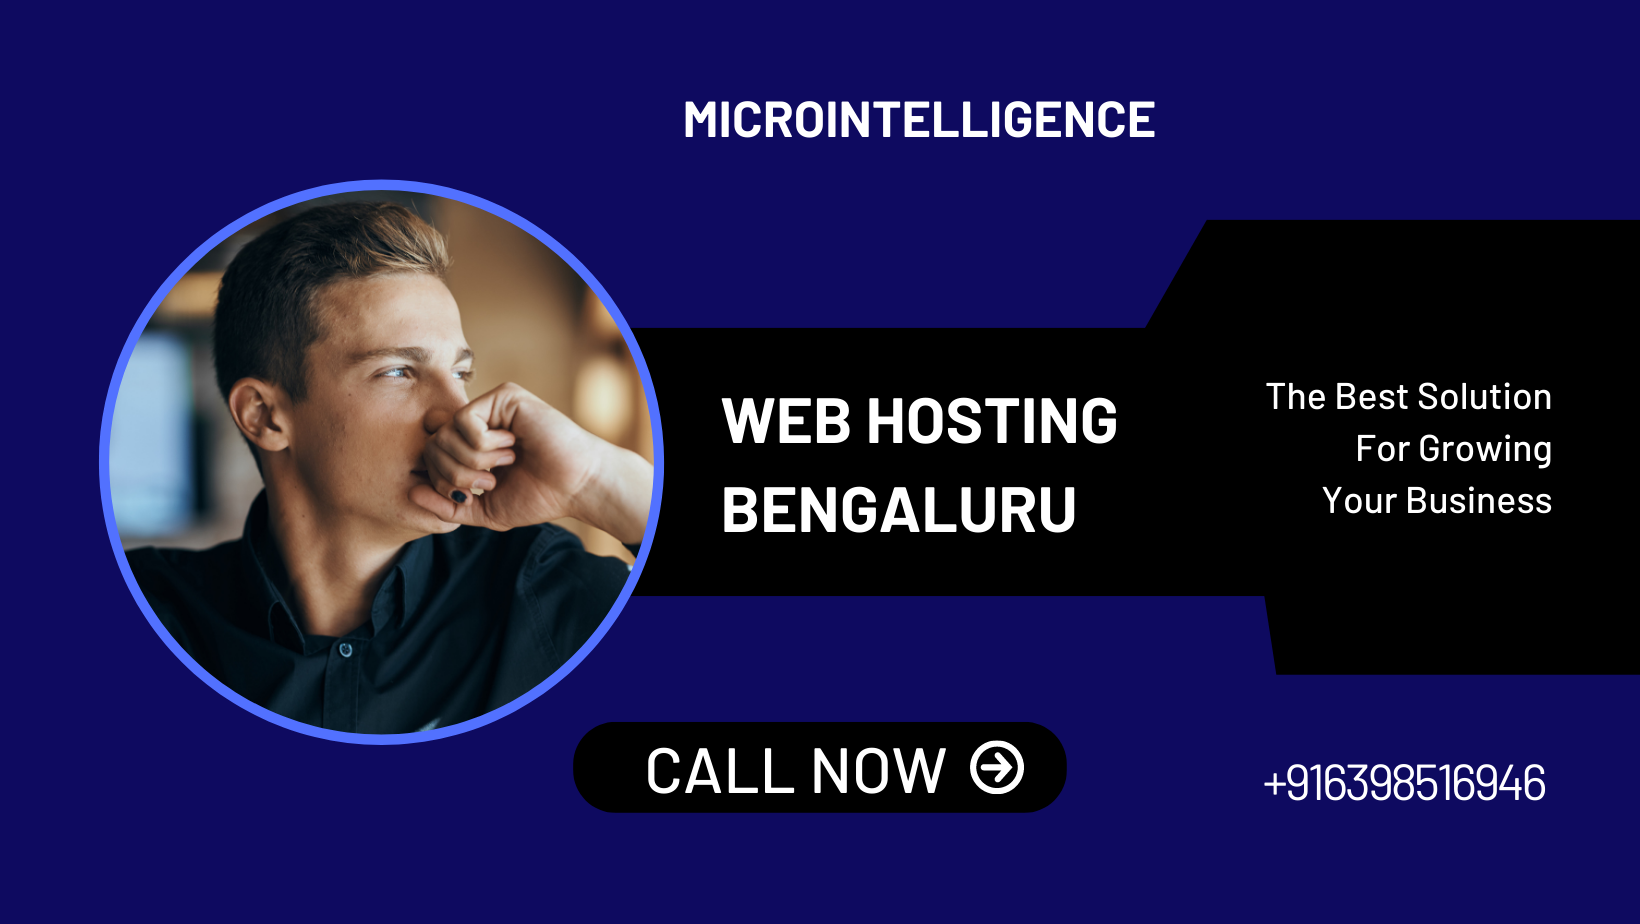 MICROINTELLIGENCE
WEB HOSTING
BENGALURU
The Best Solution
For Growing
Your Business
CALL NOW
+916398516946